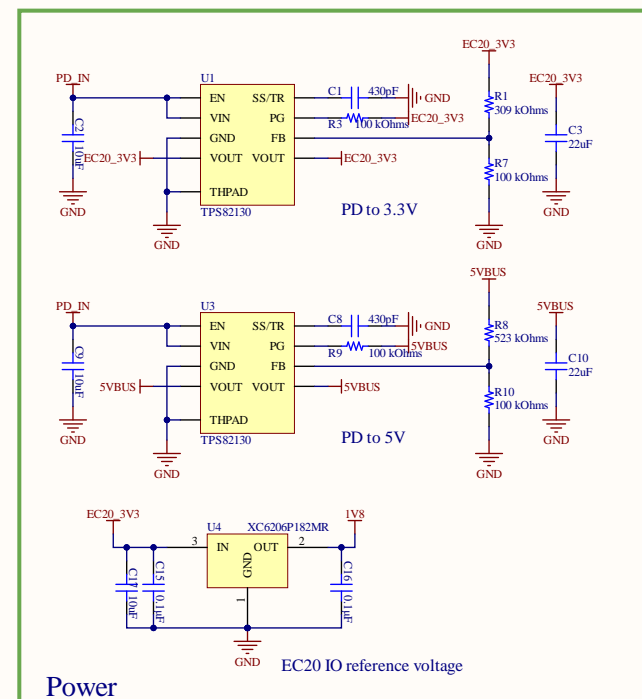 EC20_3V3
PD_IN
U1
C1 430pF
EC20_3V3
EN SS/TR
GND
R1
309 kOhms
VIN PG
R3 100 kOhms
EC20_3V3
C2
10uF
GND FB
C3
22uF
EC20_3V3
VOUT VOUT
EC20_3V3
R7
100 kOhms
THPAD
GND
TPS82130
PD to 3.3V
GND
GND
GND
5VBUS
PD_IN
U3
C8 430pF
5VBUS
EN SS/TR
GND
R8
523 kOhms
VIN PG
R9 100 kOhms
5VBUS
C9
10uF
GND FB
C10
22uF
5VBUS
VOUT VOUT
5VBUS
R10
100 kOhms
THPAD
GND
TPS82130
PD to 5V
GND
GND
GND
EC20_3V3
1V8
U4 XC6206P182MR
3 IN OUT 2
GND
1
C17
10uF
C15
0.1µF
C16
0.1µF
GND
EC20 IO reference voltage
Power